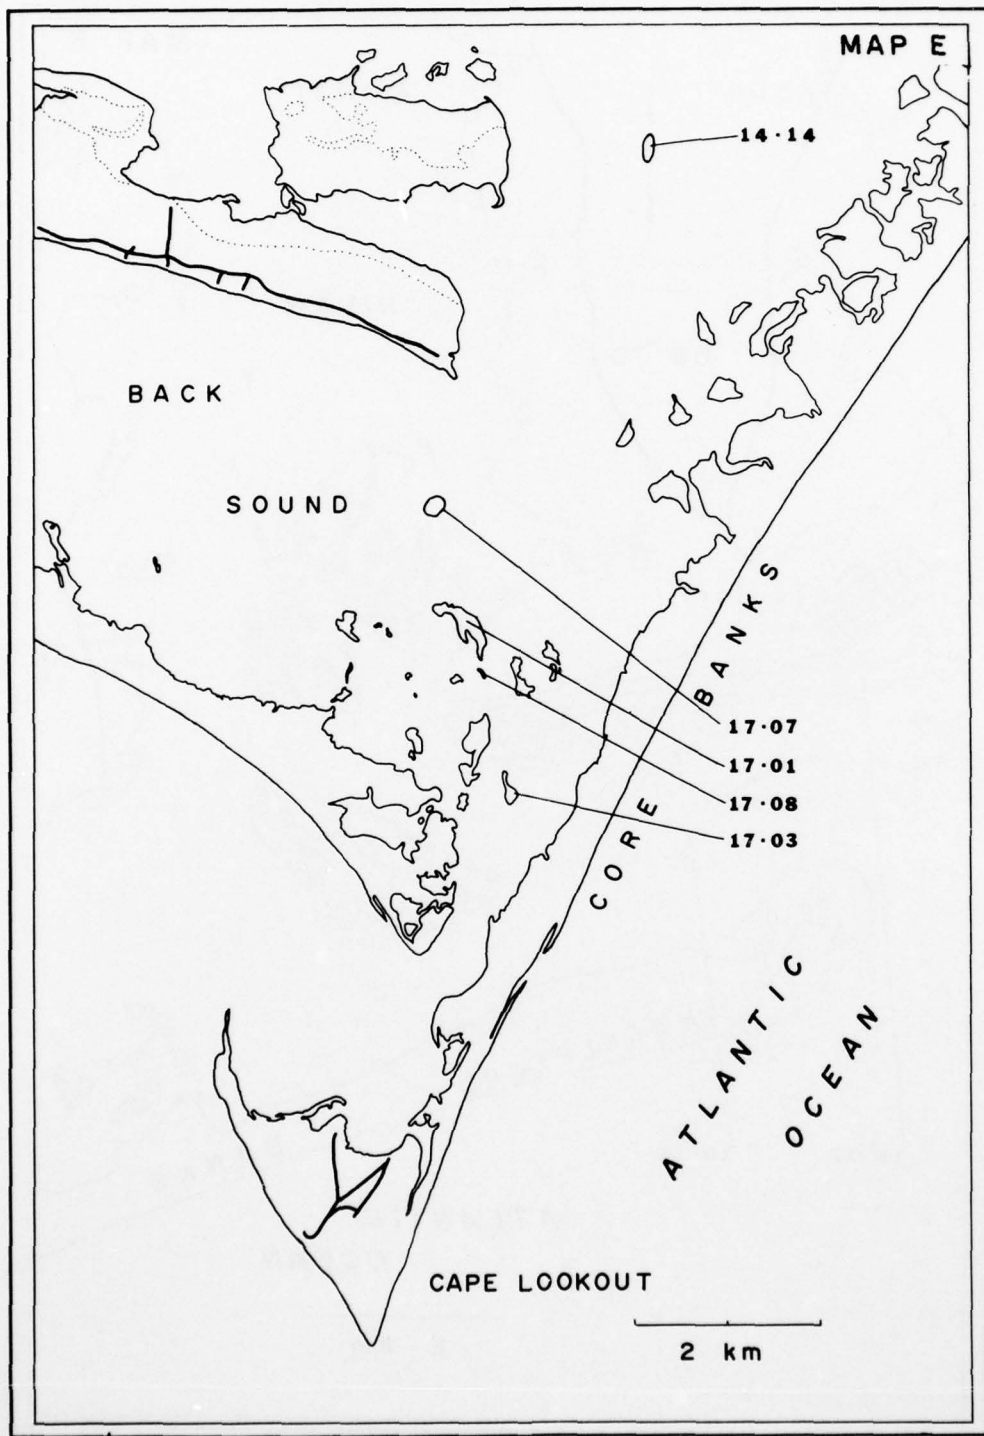 MAP E
14·14
BACK
SOUND
BANKS
17·07
17·01
17·08
17·03
CORE
ATLANTIC
OCEAN
CAPE LOOKOUT
2 km